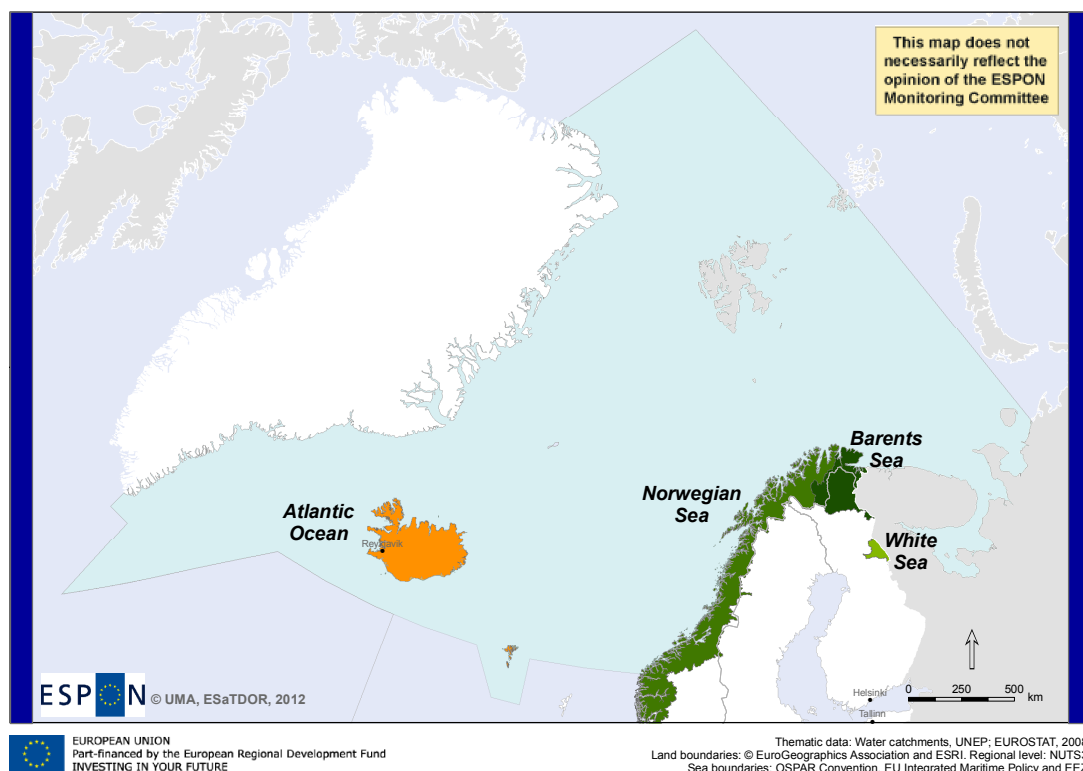 This map does not
necessarily reflect the
opinion of the ESPON
Monitoring Committee
Barents
Sea
Norwegian
Sea
Atlantic
Ocean
Reykjavik
White
Sea
Helsinki
Tallinn
0 250 500
km
ESPON © UMA, ESaTDOR, 2012
EUROPEAN UNION
Part-financed by the European Regional Development Fund
INVESTING IN YOUR FUTURE
Thematic data: Water catchments, UNEP; EUROSTAT, 2008
Land boundaries: © EuroGeographics Association and ESRI. Regional level: NUTS3
Sea boundaries: OSPAR Convention, EU Integrated Maritime Policy and EEZ